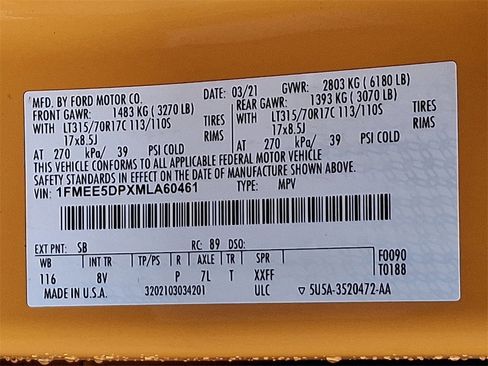 MFD. BY FORD MOTOR CO. 03/21 GVWR: 2803 KG (6180 LB)
FRONT GAWR: 1483 KG (3270 LB) REAR GAWR: 1393 KG (3070 LB)
WITH LT315/70R17C 113/110S TIRES WITH LT315/70R17C 113/110S TIRES
17x8.5J RIMS 17x8.5J RIMS
AT 270 kPa/ 39 PSI COLD AT 270 kPa/ 39 PSI COLD
THIS VEHICLE CONFORMS TO ALL APPLICABLE FEDERAL MOTOR VEHICLE
SAFETY STANDARDS IN EFFECT ON THE DATE OF MANUFACTURE SHOWN ABOVE.
VIN: 1FMEE5DPXMLA60461 TYPE: MPV
EXT PNT: SB RC: 89 DSO:
WB INT TR TP/PS R AXLE TR SPR F0090
116 8V P 7L T XXFF T0188
MADE IN U.S.A. 3202103034201 ULC ▽ 5U5A-3520472-AA